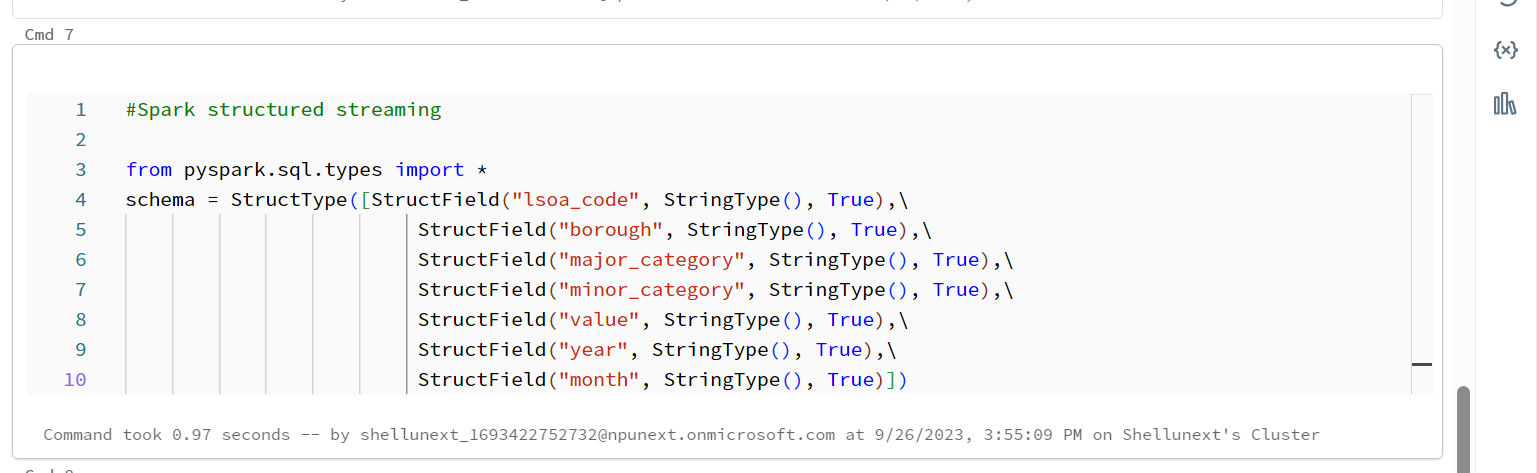 Cmd 7
1 #Spark structured streaming
2
3 from pyspark.sql.types import *
4 schema = StructType([StructField("lsoa_code", StringType(), True),\
5 StructField("borough", StringType(), True),\
6 StructField("major_category", StringType(), True),\
7 StructField("minor_category", StringType(), True),\
8 StructField("value", StringType(), True),\
9 StructField("year", StringType(), True),\
10 StructField("month", StringType(), True)])
Command took 0.97 seconds -- by shellunext_1693422752732@npunext.onmicrosoft.com at 9/26/2023, 3:55:09 PM on Shellunext's Cluster